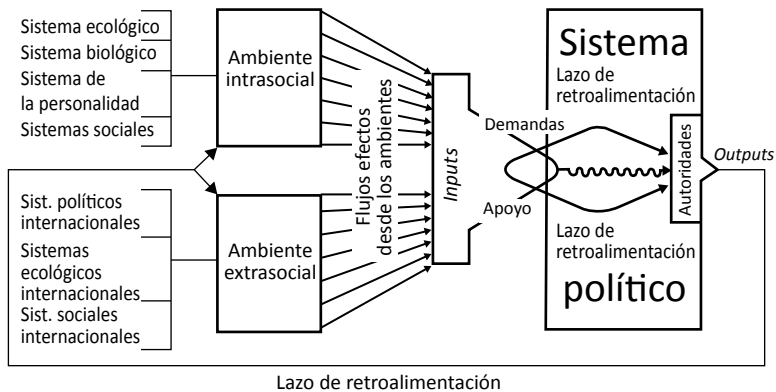 Sistema ecológico
Sistema biológico
Sistema de
la personalidad
Sistemas sociales
Ambiente
intrasocial
Sist. políticos
internacionales
Sistemas
ecológicos
internacionales
Sist. sociales
internacionales
Ambiente
extrasocial
Flujos efectos
desde los ambientes
Inputs
Demandas
Apoyo
Sistema
Lazo de
retroalimentación
Autoridades
Lazo de
retroalimentación
político
Outputs
Lazo de retroalimentación